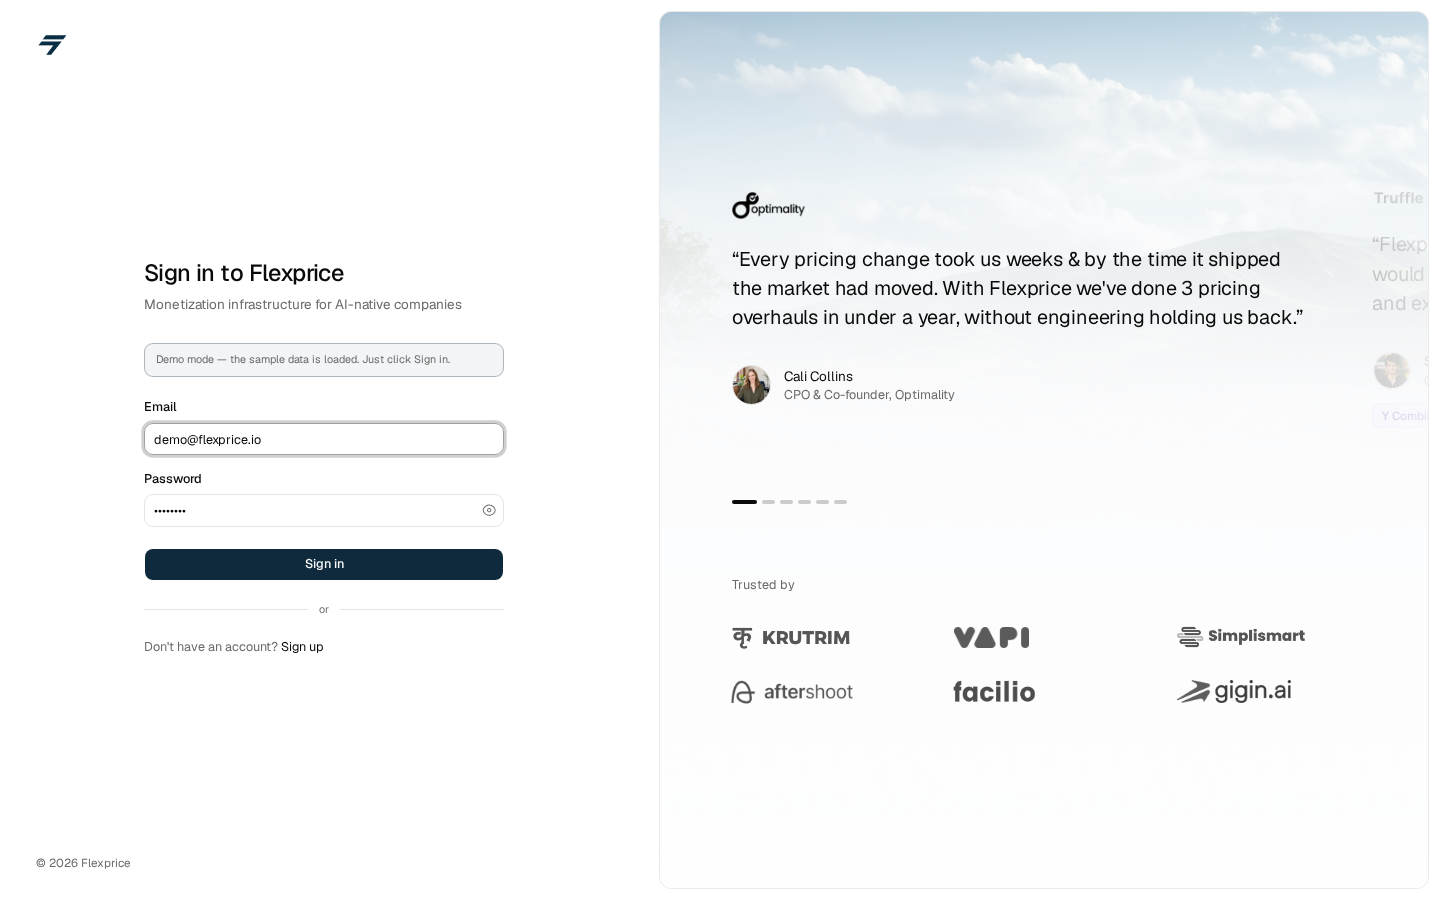 Sign in to Flexprice
Monetization infrastructure for AI-native companies
Demo mode — the sample data is loaded. Just click Sign in.
Email
demo@flexprice.io
Password
••••••••
Sign in
or
Don't have an account? Sign up
© 2026 Flexprice
optimality
“Every pricing change took us weeks & by the time it shipped
the market had moved. With Flexprice we've done 3 pricing
overhauls in under a year, without engineering holding us back.”
Cali Collins
CPO & Co-founder, Optimality
Truffle
would
Trusted by
कृ KRUTRIM
VAPI
Simplismart
aftershoot
facilio
gigin.ai